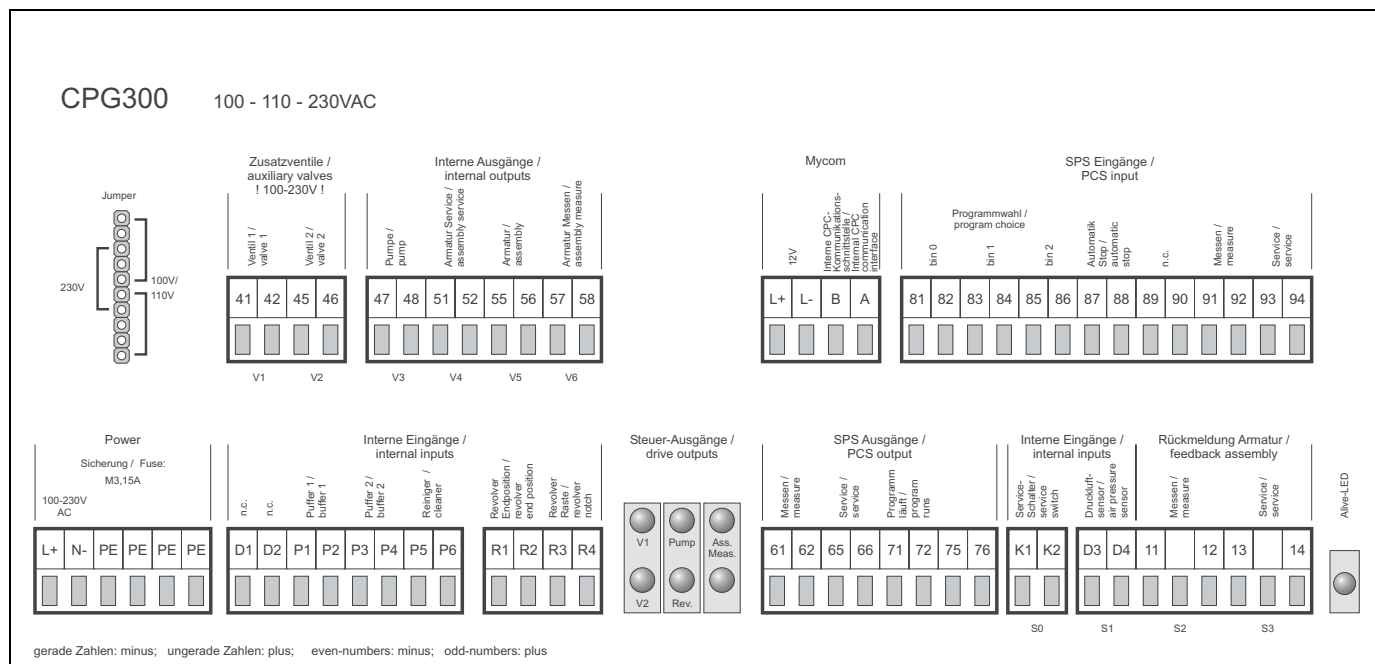 CPG300 100 - 110 - 230VAC
Jumper
230V
100V/
110V
Zusatzventile /
auxiliary valves
! 100-230V !
Ventil 1 /
valve 1
Ventil 2 /
valve 2
41 42 45 46
V1 V2
Interne Ausgänge /
internal outputs
Pumpe /
pump
Armatur Service /
assembly service
Armatur /
assembly
Armatur Messen /
assembly measure
47 48 51 52 55 56 57 58
V3 V4 V5 V6
Mycom
12V
Interne CPC-
Kommunikations-
schnittstelle /
Internal CPC
communication
interface
L+ L- B A
SPS Eingänge /
PCS input
Programmwahl /
program choice
bin 0
bin 1
bin 2
Automatik
Stop /
automatic
stop
n.c.
Messen /
measure
Service /
service
81 82 83 84 85 86 87 88 89 90 91 92 93 94
Power
Sicherung / Fuse:
M3,15A
100-230V
AC
L+ N- PE PE PE PE
Interne Eingänge /
internal inputs
n.c.
n.c.
Puffer 1 /
buffer 1
Puffer 2 /
buffer 2
Reiniger /
cleaner
Revolver
Endposition /
revolver
end position
Revolver
Raste /
revolver
notch
D1 D2 P1 P2 P3 P4 P5 P6
R1 R2 R3 R4
Steuer-Ausgänge /
drive outputs
V1 Pump Ass.
Meas.
V2 Rev.
SPS Ausgänge /
PCS output
Messen /
measure
Service /
service
Programm
läuft /
program
runs
61 62 65 66 71 72 75 76
Interne Eingänge /
internal inputs
Service-
Schalter /
service
switch
Druckluft-
sensor /
air pressure
sensor
K1 K2
S0
Rückmeldung Armatur /
feedback assembly
Messen /
measure
Service /
service
D3 D4 11 12 13 14
S1 S2 S3
Alive-LED
gerade Zahlen: minus; ungerade Zahlen: plus; even-numbers: minus; odd-numbers: plus